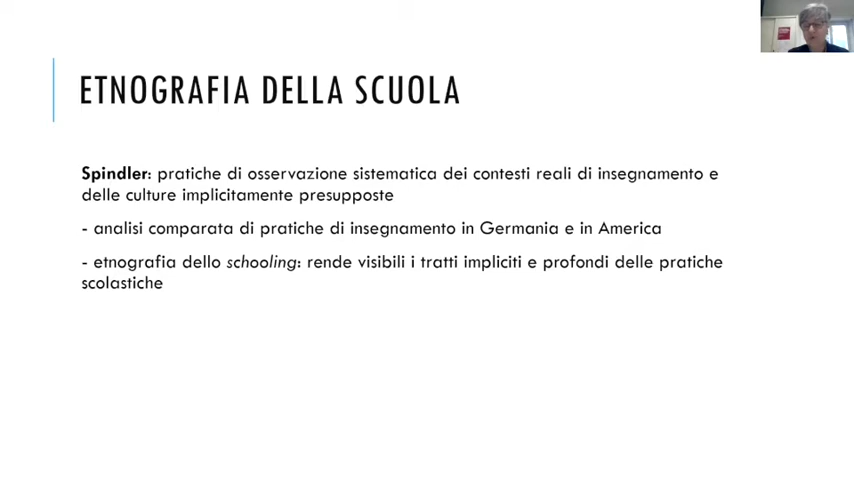 ETNOGRAFIA DELLA SCUOLA
Spindler: pratiche di osservazione sistematica dei contesti reali di insegnamento e
delle culture implicitamente presupposte
- analisi comparata di pratiche di insegnamento in Germania e in America
- etnografia dello schooling: rende visibili i tratti impliciti e profondi delle pratiche
scolastiche